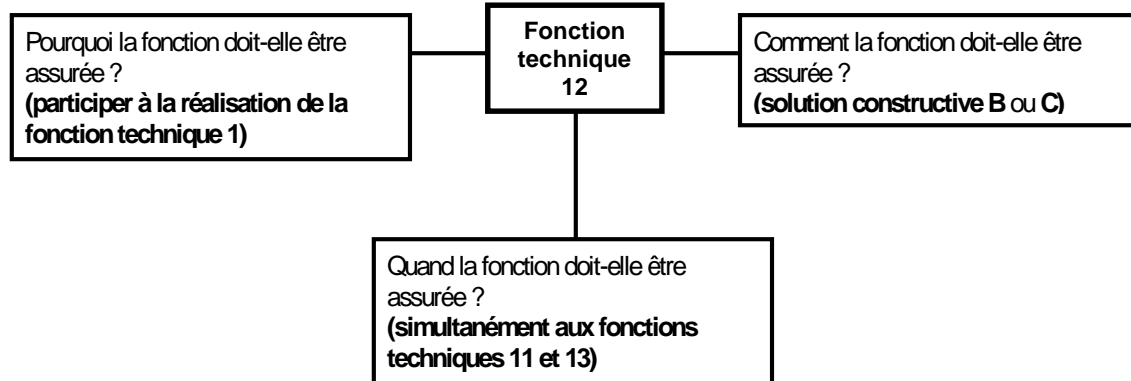 Pourquoi la fonction doit-elle être
assurée ?
(participer à la réalisation de la
fonction technique 1)
Fonction
technique
12
Comment la fonction doit-elle être
assurée ?
(solution constructive B ou C)
Quand la fonction doit-elle être
assurée ?
(simultanément aux fonctions
techniques 11 et 13)